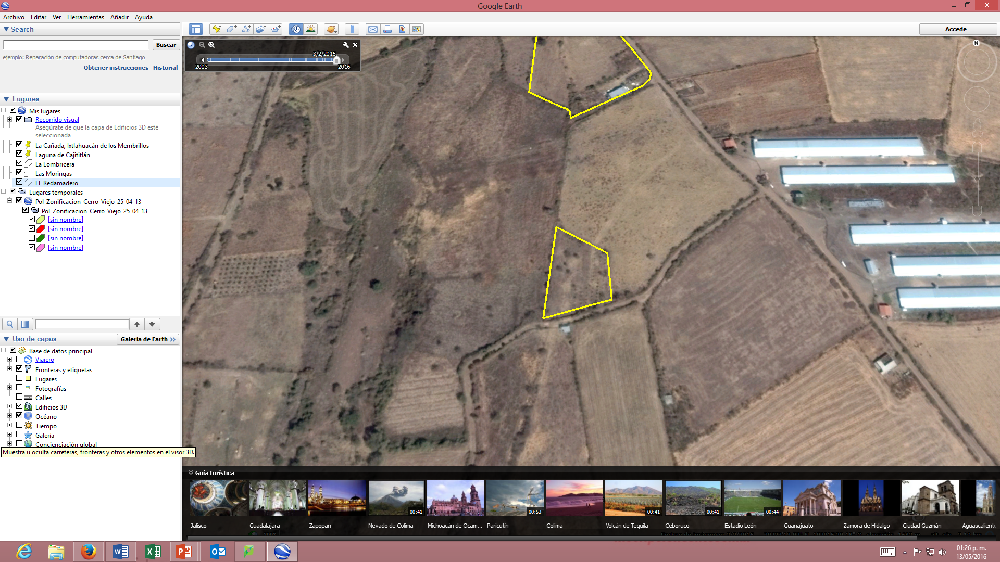 Google Earth
Archivo Editar Ver Herramientas Añadir Ayuda
Search
Buscar
ejemplo: Reparación de computadoras cerca de Santiago
Obtener instrucciones Historial
Lugares
Mis lugares
Recorrido visual
Asegúrate de que la capa de Edificios 3D esté
seleccionada
La Cañada, Ixtlahuacán de los Membrillos
Laguna de Cajititlán
La Lombricera
Las Moringas
EL Redamadero
Lugares temporales
Pol_Zonificacion_Cerro_Viejo_25_04_13
Pol_Zonificacion_Cerro_Viejo_25_04_13
[sin nombre]
[sin nombre]
[sin nombre]
[sin nombre]
Uso de capas
Galería de Earth
Base de datos principal
Viajero
Fronteras y etiquetas
Lugares
Fotografías
Calles
Edificios 3D
Océano
Tiempo
Galería
Concienciación global
Muestra u oculta carreteras, fronteras y otros elementos en el visor 3D.
Accede
3/2/2016
2003
2016
N
Guía turística
00:41
00:53
00:41
00:41
00:44
Jalisco
Guadalajara
Zapopan
Nevado de Colima
Michoacán de Ocam...
Paricutín
Colima
Volcán de Tequila
Ceboruco
Estadio León
Guanajuato
Zamora de Hidalgo
Ciudad Guzmán
Aguascaliente
2003
01:26 p. m.
13/05/2016